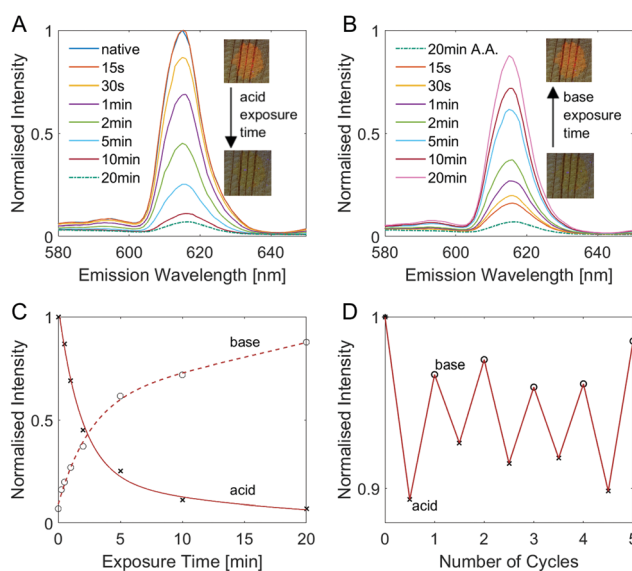 A
Normalised Intensity
1
0.5
0
native
15s
30s
1min
2min
5min
10min
20min
acid
exposure
time
580
600
620
640
Emission Wavelength [nm]
B
Normalised Intensity
1
0.5
0
20min A.A.
15s
30s
1min
2min
5min
10min
20min
base
exposure
time
580
600
620
640
Emission Wavelength [nm]
C
Normalised Intensity
1
0.5
0
base
acid
0
5
10
15
20
Exposure Time [min]
D
Normalised Intensity
1
0.9
base
acid
0
1
2
3
4
5
Number of Cycles